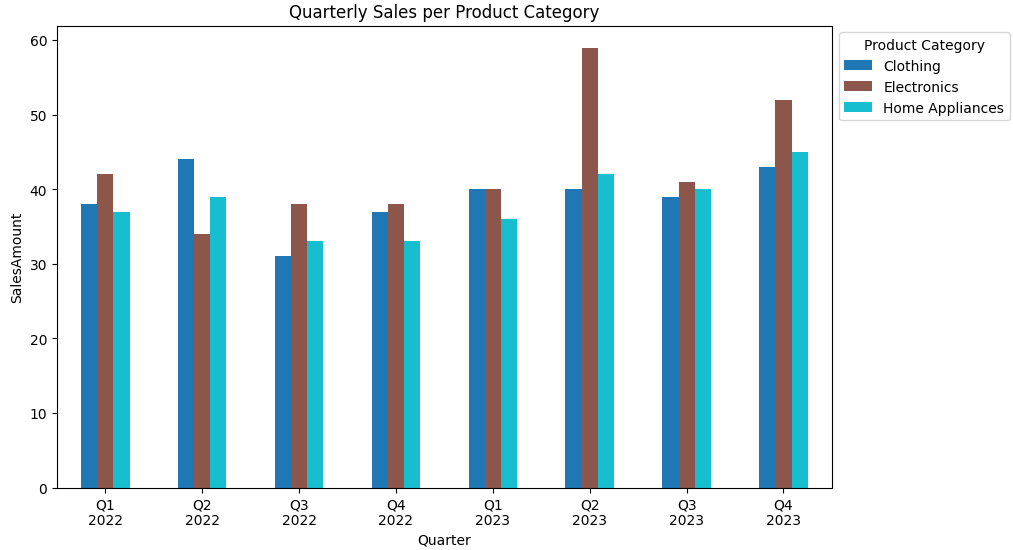 Quarterly Sales per Product Category
SalesAmount
60
50
40
30
20
10
0
Q1 Q2 Q3 Q4 Q1 Q2 Q3 Q4
2022 2022 2022 2022 2023 2023 2023 2023
Quarter
Product Category
Clothing
Electronics
Home Appliances